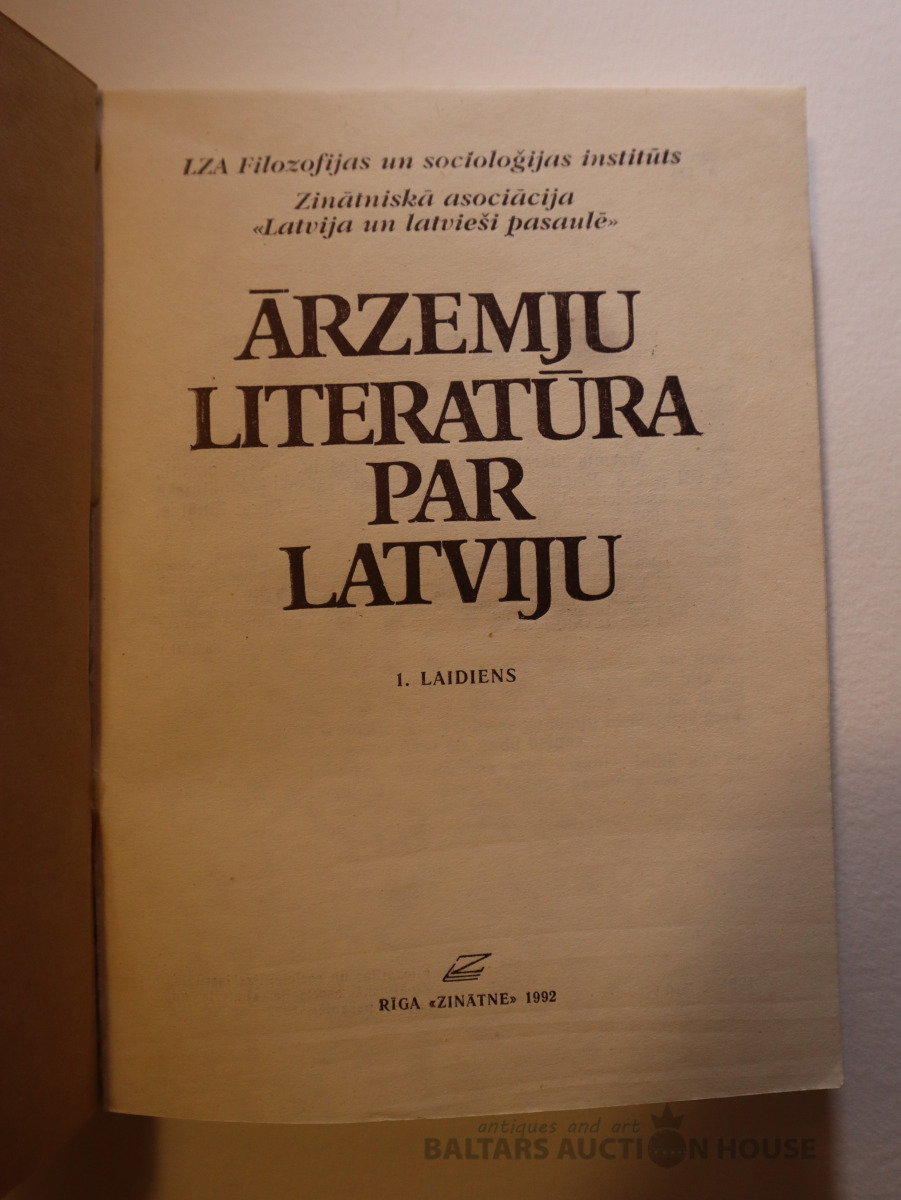 LZA Filozofijas un socioloģijas institūts
Zinātniskā asociācija
«Latvija un latvieši pasaulē»
ĀRZEMJU
LITERATŪRA
PAR
LATVIJU
1. LAIDIENS
RĪGA «ZINĀTNE» 1992
antiques and art
BALTARS AUCTION HOUSE